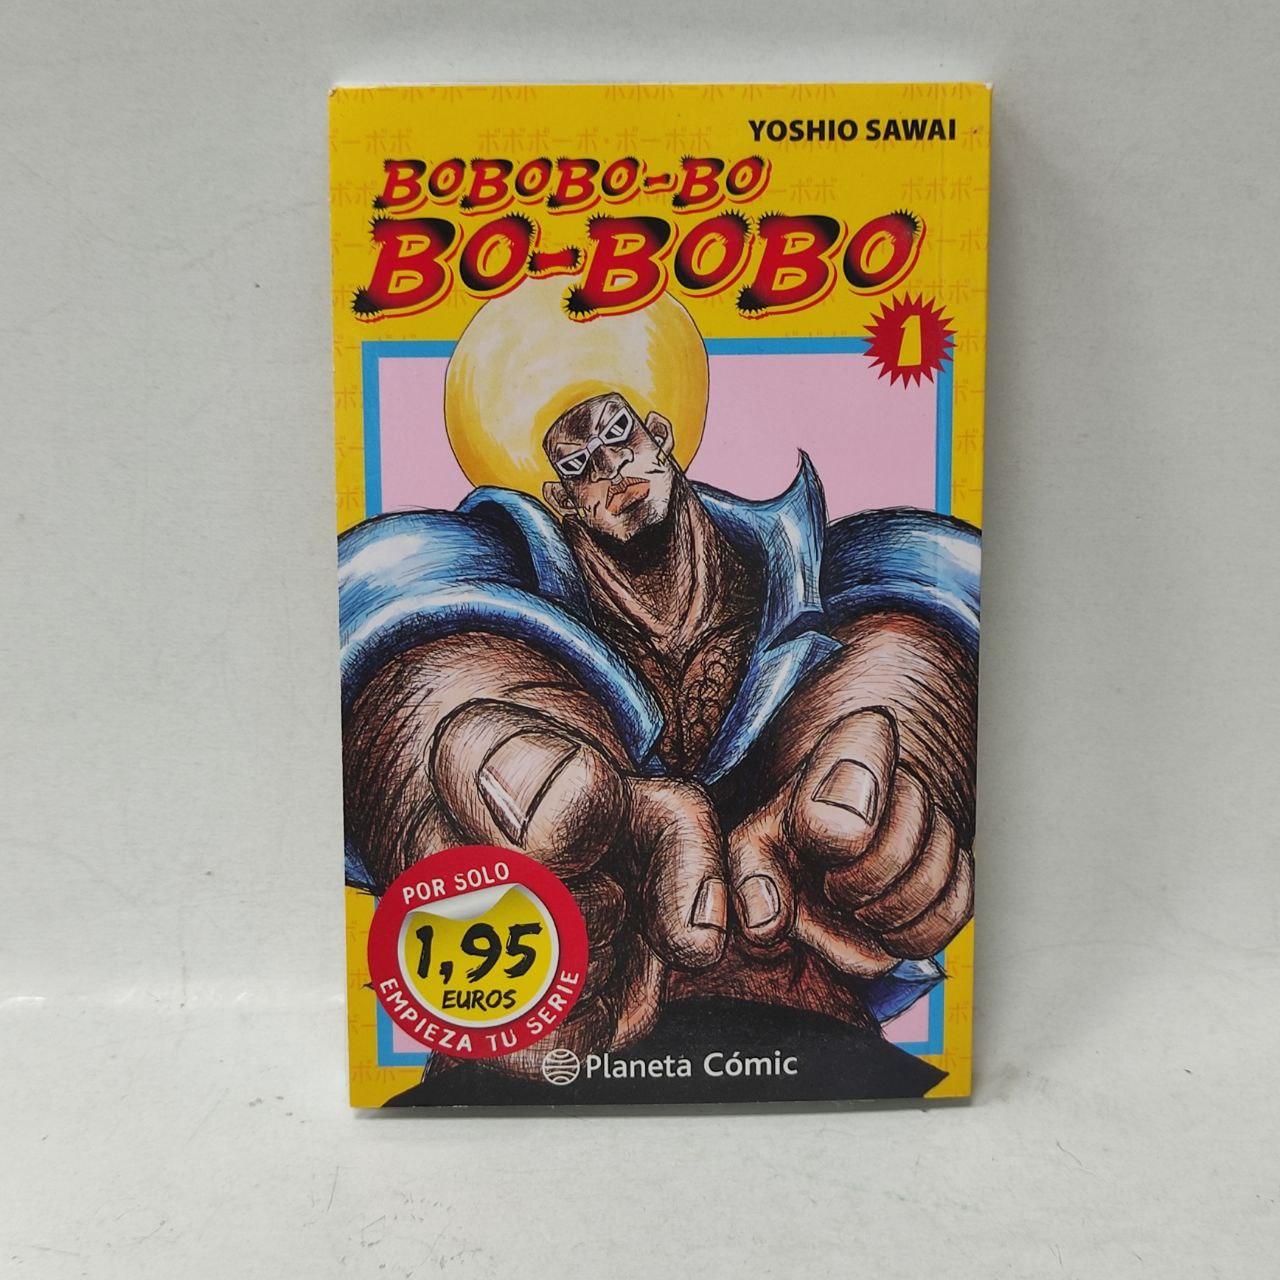 YOSHIO SAWAI
BOBOBO-BO
BO-BOBO
1
POR SOLO
1,95
EUROS
EMPIEZA TU SERIE
Planeta Cómic